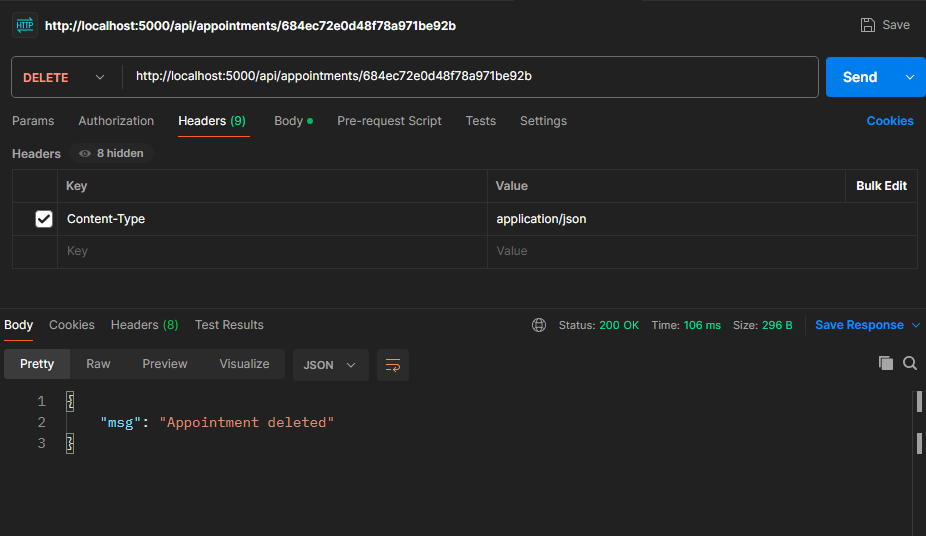 HTTP http://localhost:5000/api/appointments/684ec72e0d48f78a971be92b Save
DELETE http://localhost:5000/api/appointments/684ec72e0d48f78a971be92b Send
Params Authorization Headers (9) Body Pre-request Script Tests Settings Cookies
Headers 8 hidden
Key Value Bulk Edit
Content-Type application/json
Key Value
Body Cookies Headers (8) Test Results Status: 200 OK Time: 106 ms Size: 296 B Save Response
Pretty Raw Preview Visualize JSON
1 {
2 "msg": "Appointment deleted"
3 }